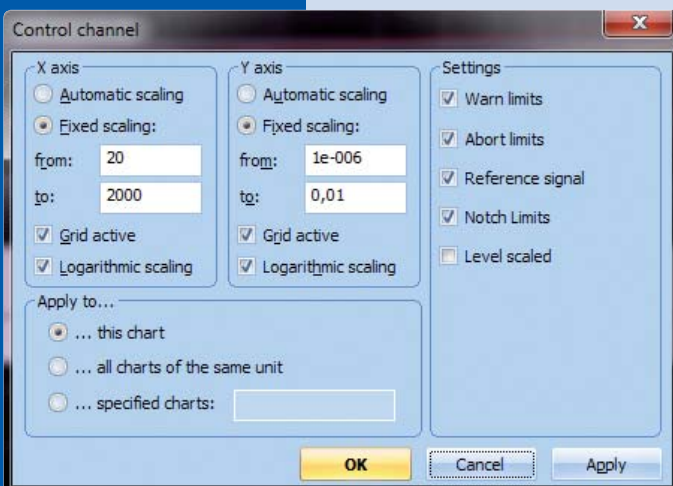 Control channel
X axis
Automatic scaling
Fixed scaling:
from: 20
to: 2000
Grid active
Logarithmic scaling
Y axis
Automatic scaling
Fixed scaling:
from: 1e-006
to: 0,01
Grid active
Logarithmic scaling
Settings
Warn limits
Abort limits
Reference signal
Notch Limits
Level scaled
Apply to...
... this chart
... all charts of the same unit
... specified charts:
OK Cancel Apply